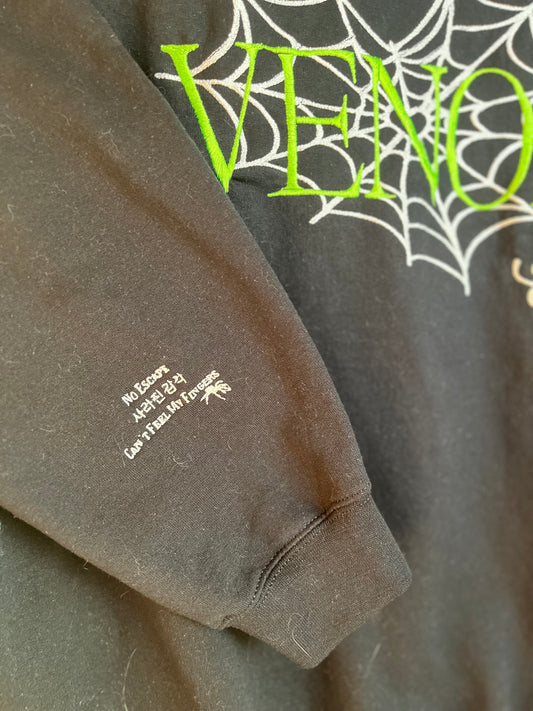 VENO
No Escape
사라진 감각
Can't Feel My Fingers